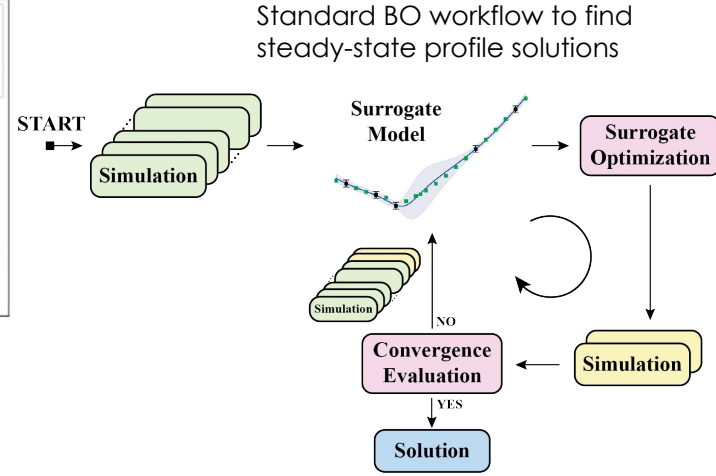 Standard BO workflow to find
steady-state profile solutions
START
Simulation
Surrogate
Model
Surrogate
Optimization
Simulation
NO
Convergence
Evaluation
Simulation
YES
Solution